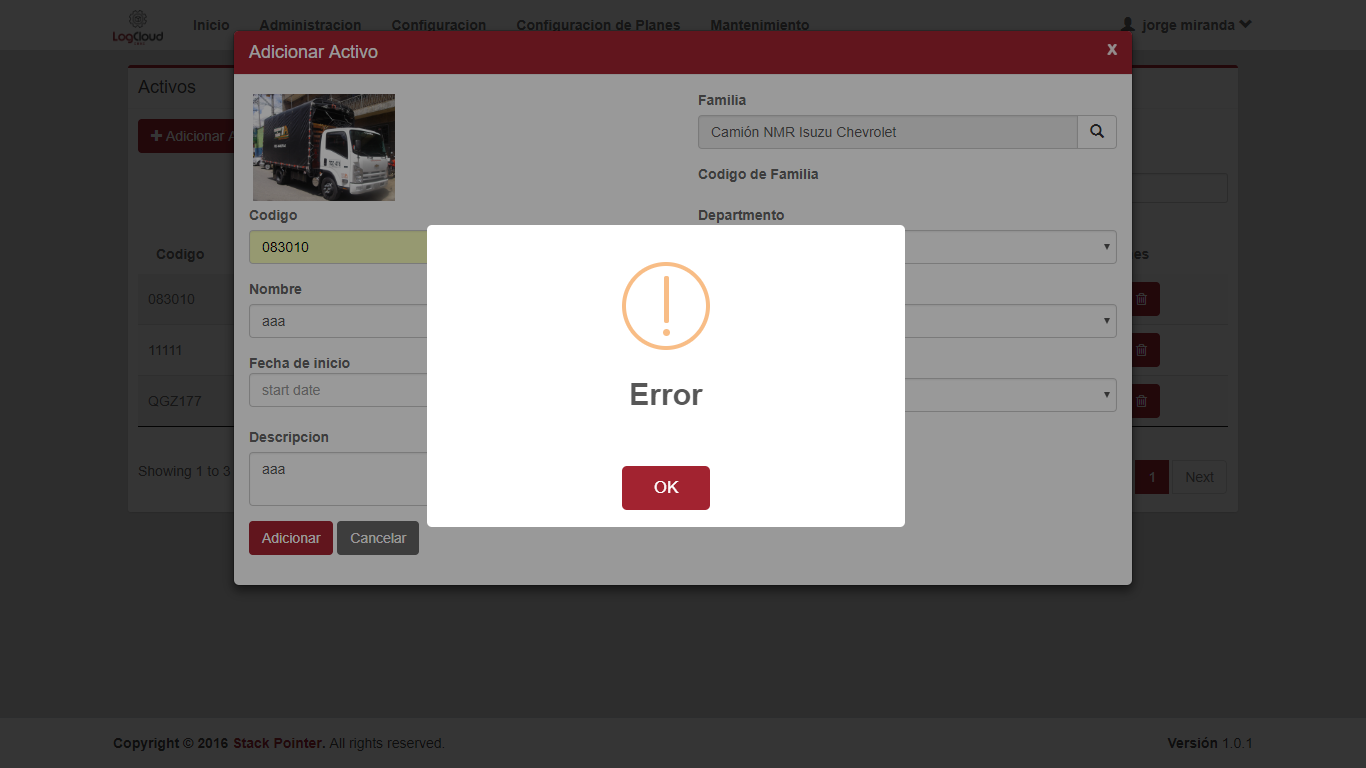 LogCloud
Inicio
Administracion
Configuracion
Configuracion de Planes
Mantenimiento
jorge miranda
Adicionar Activo
x
Activos
Adicionar A
Familia
Camión NMR Isuzu Chevrolet
Codigo de Familia
Codigo
Departmento
083010
Codigo
es
Nombre
083010
aaa
11111
Fecha de inicio
start date
QGZ177
Error
Descripcion
aaa
Showing 1 to 3
1
Next
OK
Adicionar
Cancelar
Copyright © 2016 Stack Pointer. All rights reserved.
Versión 1.0.1